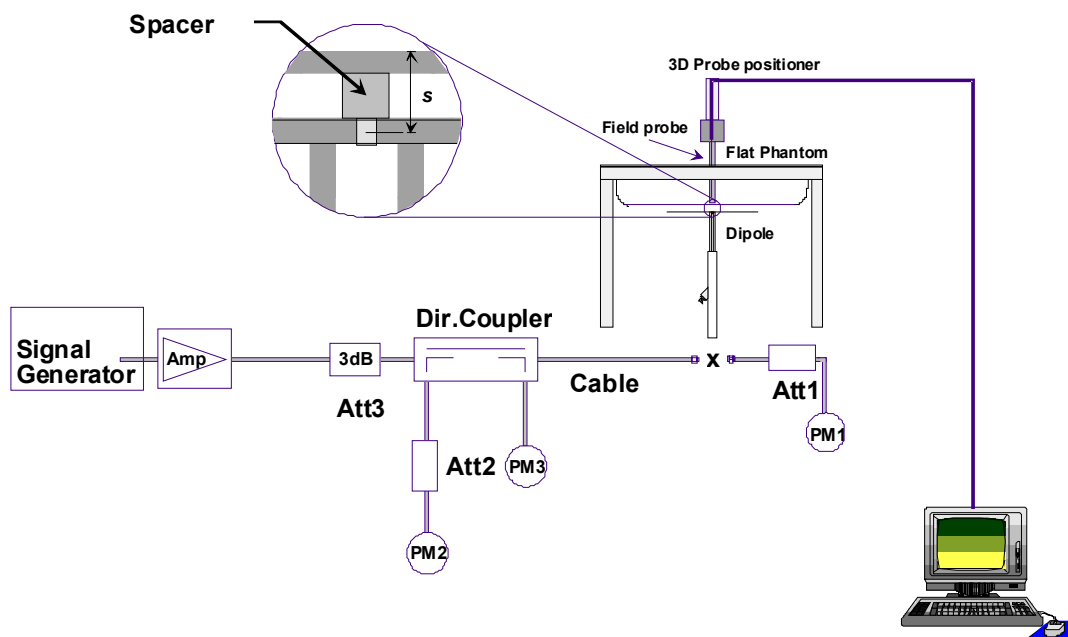 Spacer
s
3D Probe positioner
Field probe
Flat Phantom
Dipole
Dir.Coupler
Signal
Generator
Amp
3dB
Att3
Cable
x
Att1
PM1
Att2
PM3
PM2